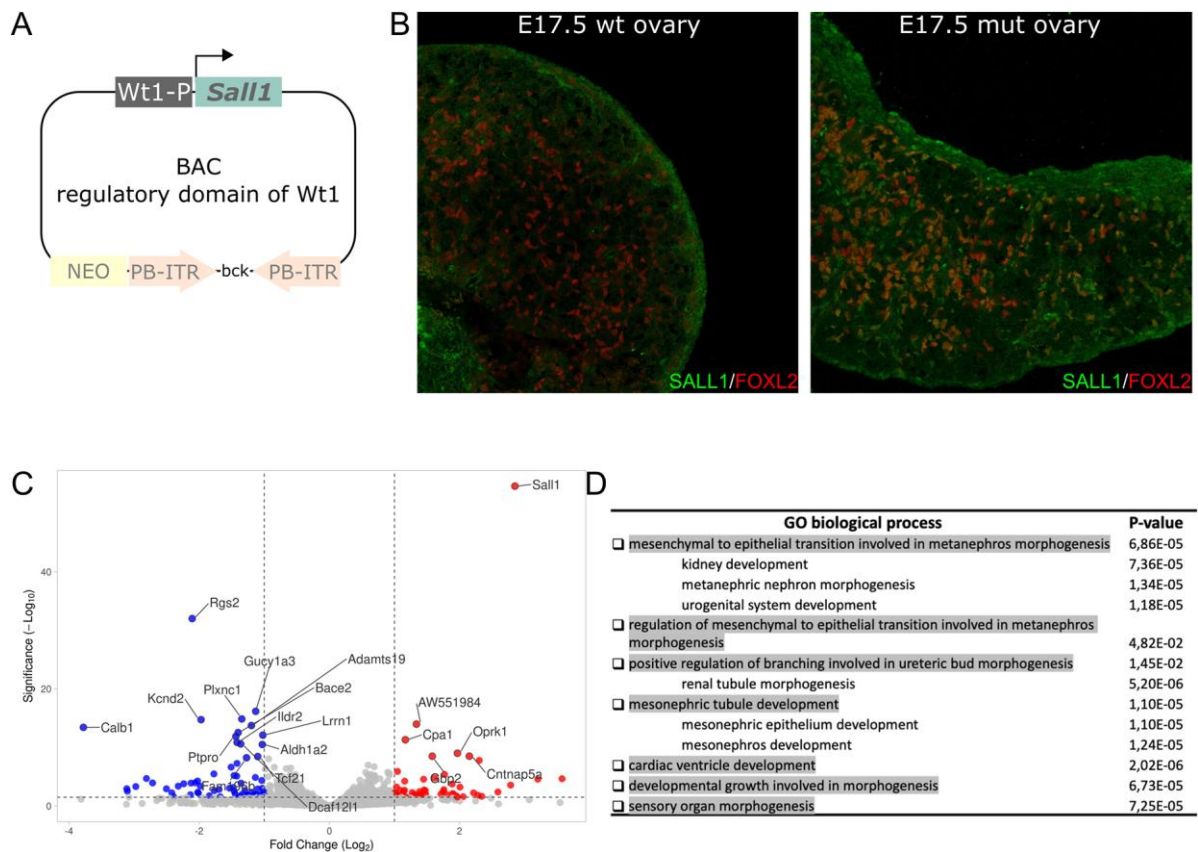 A
Wt1-P Sall1
BAC
regulatory domain of Wt1
NEO PB-ITR -bck- PB-ITR
B
E17.5 wt ovary
SALL1/FOXL2
E17.5 mut ovary
SALL1/FOXL2
C
Significance (−Log10)
40
20
0
-4
-2
0
2
Fold Change (Log2)
Sall1
Rgs2
Gucy1a3
Adamts19
Plxnc1
Bace2
Kcnd2
Ildr2
Lrrn1
Calb1
Ptpro
Aldh1a2
Tcf21
Dcaf12l1
AW551984
Cpa1
Oprk1
Gbp2
Cntnap5a
D
GO biological process P-value
mesenchymal to epithelial transition involved in metanephros morphogenesis 6,86E-05
kidney development 7,36E-05
metanephric nephron morphogenesis 1,34E-05
urogenital system development 1,18E-05
regulation of mesenchymal to epithelial transition involved in metanephros
morphogenesis 4,82E-02
positive regulation of branching involved in ureteric bud morphogenesis 1,45E-02
renal tubule morphogenesis 5,20E-06
mesonephric tubule development 1,10E-05
mesonephric epithelium development 1,10E-05
mesonephros development 1,24E-05
cardiac ventricle development 2,02E-06
developmental growth involved in morphogenesis 6,73E-05
sensory organ morphogenesis 7,25E-05